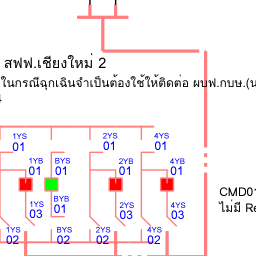 สฟฟ.เชียงใหม่ 2
ในกรณีฉุกเฉินจำเป็นต้องใช้ให้ติดต่อ ผบฟ.กบษ.(น
1YS 2YS 4YS
01 01 01
1YB BYS 2YB 4YB
01 01 01 01
CMD01
BYB
01
ไม่มี Re
1YS 2YS 4YS
03 03 03
1YS BYS 2YS 4YS
02 02 02 02